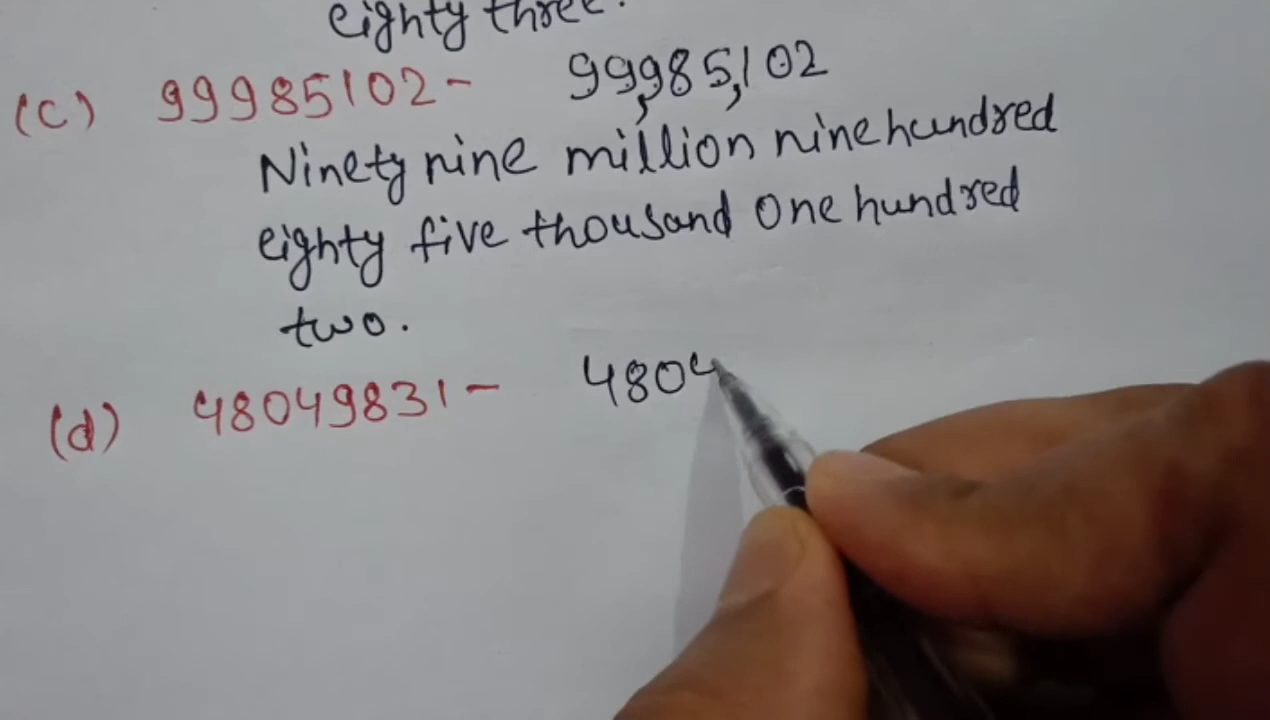 eighty three.
(c) 99985102- 99,985,102
Ninety nine million nine hundred
eighty five thousand One hundred
two.
(d) 48049831- 4804